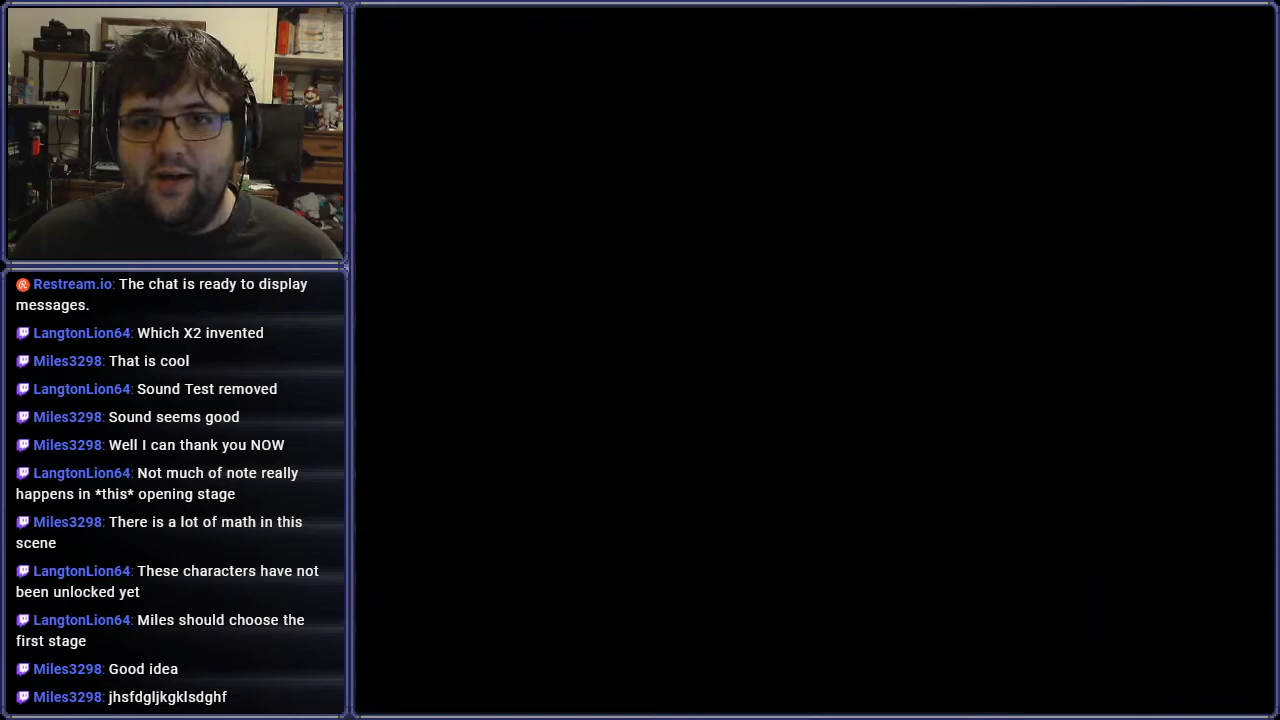 Restream.io: The chat is ready to display
messages.
LangtonLion64: Which X2 invented
Miles3298: That is cool
LangtonLion64: Sound Test removed
Miles3298: Sound seems good
Miles3298: Well I can thank you NOW
LangtonLion64: Not much of note really
happens in *this* opening stage
Miles3298: There is a lot of math in this
scene
LangtonLion64: These characters have not
been unlocked yet
LangtonLion64: Miles should choose the
first stage
Miles3298: Good idea
Miles3298: jhsfdgljkgklsdghf